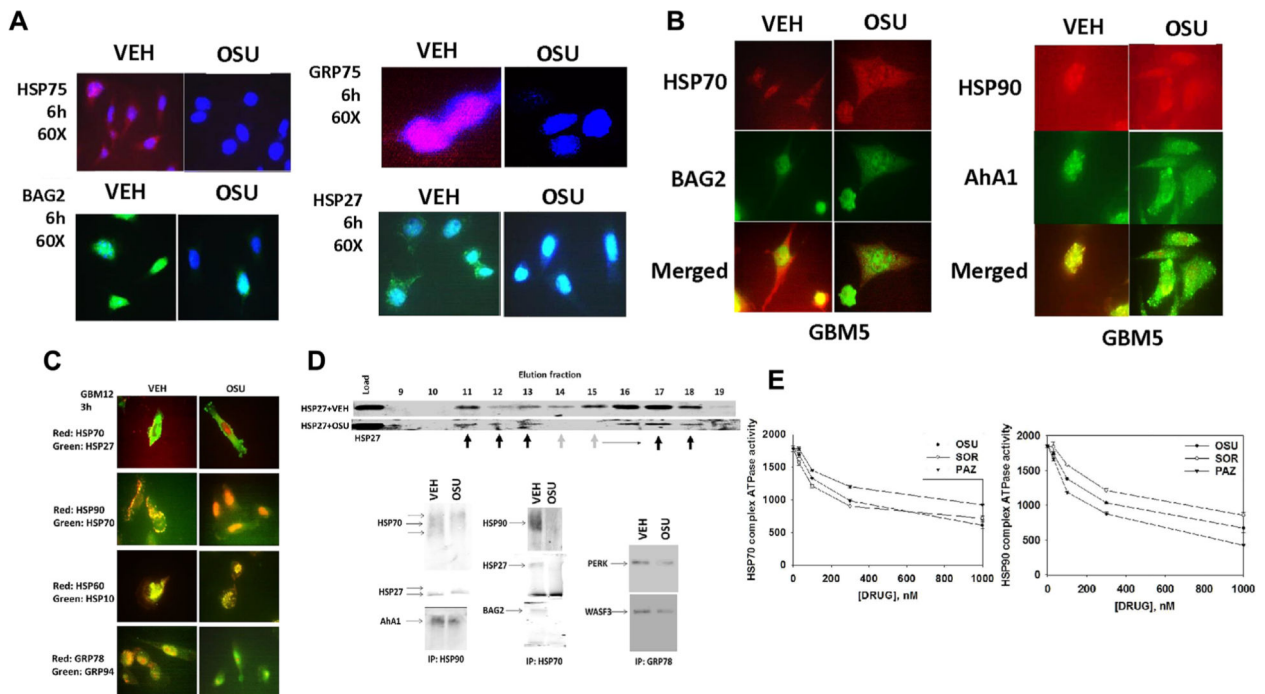 A
VEH
OSU
HSP75
6h
60X
GRP75
6h
60X
VEH
OSU
BAG2
6h
60X
VEH
OSU
HSP27
6h
60X
VEH
OSU
B
VEH
OSU
HSP70
BAG2
Merged
GBM5
VEH
OSU
HSP90
AhA1
Merged
GBM5
C
GBM12
3h
VEH
OSU
Red: HSP70
Green: HSP27
Red: HSP90
Green: HSP70
Red: HSP60
Green: HSP10
Red: GRP78
Green: GRP94
D
Elution fraction
Load 9 10 11 12 13 14 15 16 17 18 19
HSP27+VEH
HSP27+OSU
HSP27
VEH
OSU
HSP70
HSP27
AhA1
IP: HSP90
VEH
OSU
HSP90
HSP27
BAG2
IP: HSP70
VEH
OSU
PERK
WASF3
IP: GRP78
E
HSP70 complex ATPase activity
2000
1750
1500
1250
1000
750
500
250
0
OSU
SOR
PAZ
0 200 400 600 800 1000
[DRUG], nM
HSP90 complex ATPase activity
2000
1500
1000
500
0
OSU
SOR
PAZ
0 200 400 600 800 1000
[DRUG], nM